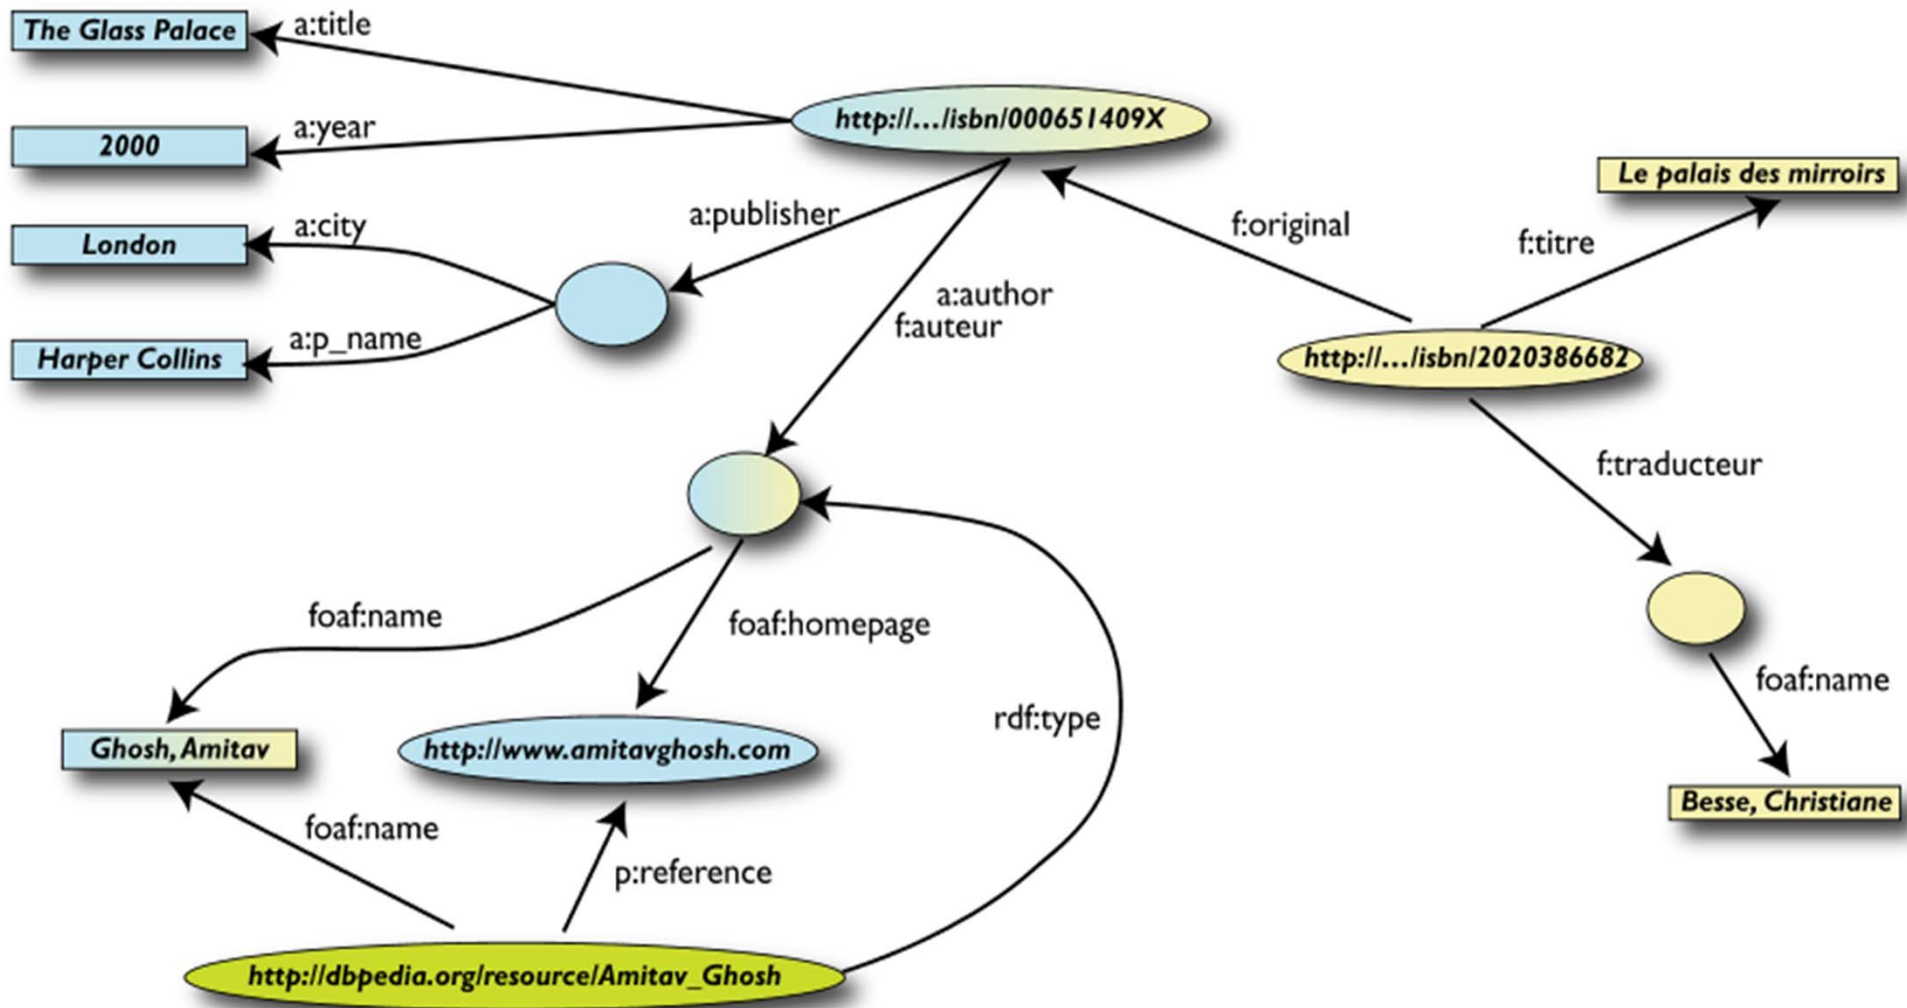 The Glass Palace
a:title
http://…/isbn/000651409X
2000
a:year
Le palais des mirroirs
London
a:city
a:publisher
f:original
f:titre
a:author
f:auteur
Harper Collins
a:p_name
http://…/isbn/2020386682
f:traducteur
foaf:name
foaf:homepage
foaf:name
rdf:type
Ghosh, Amitav
http://www.amitavghosh.com
Besse, Christiane
foaf:name
p:reference
http://dbpedia.org/resource/Amitav_Ghosh